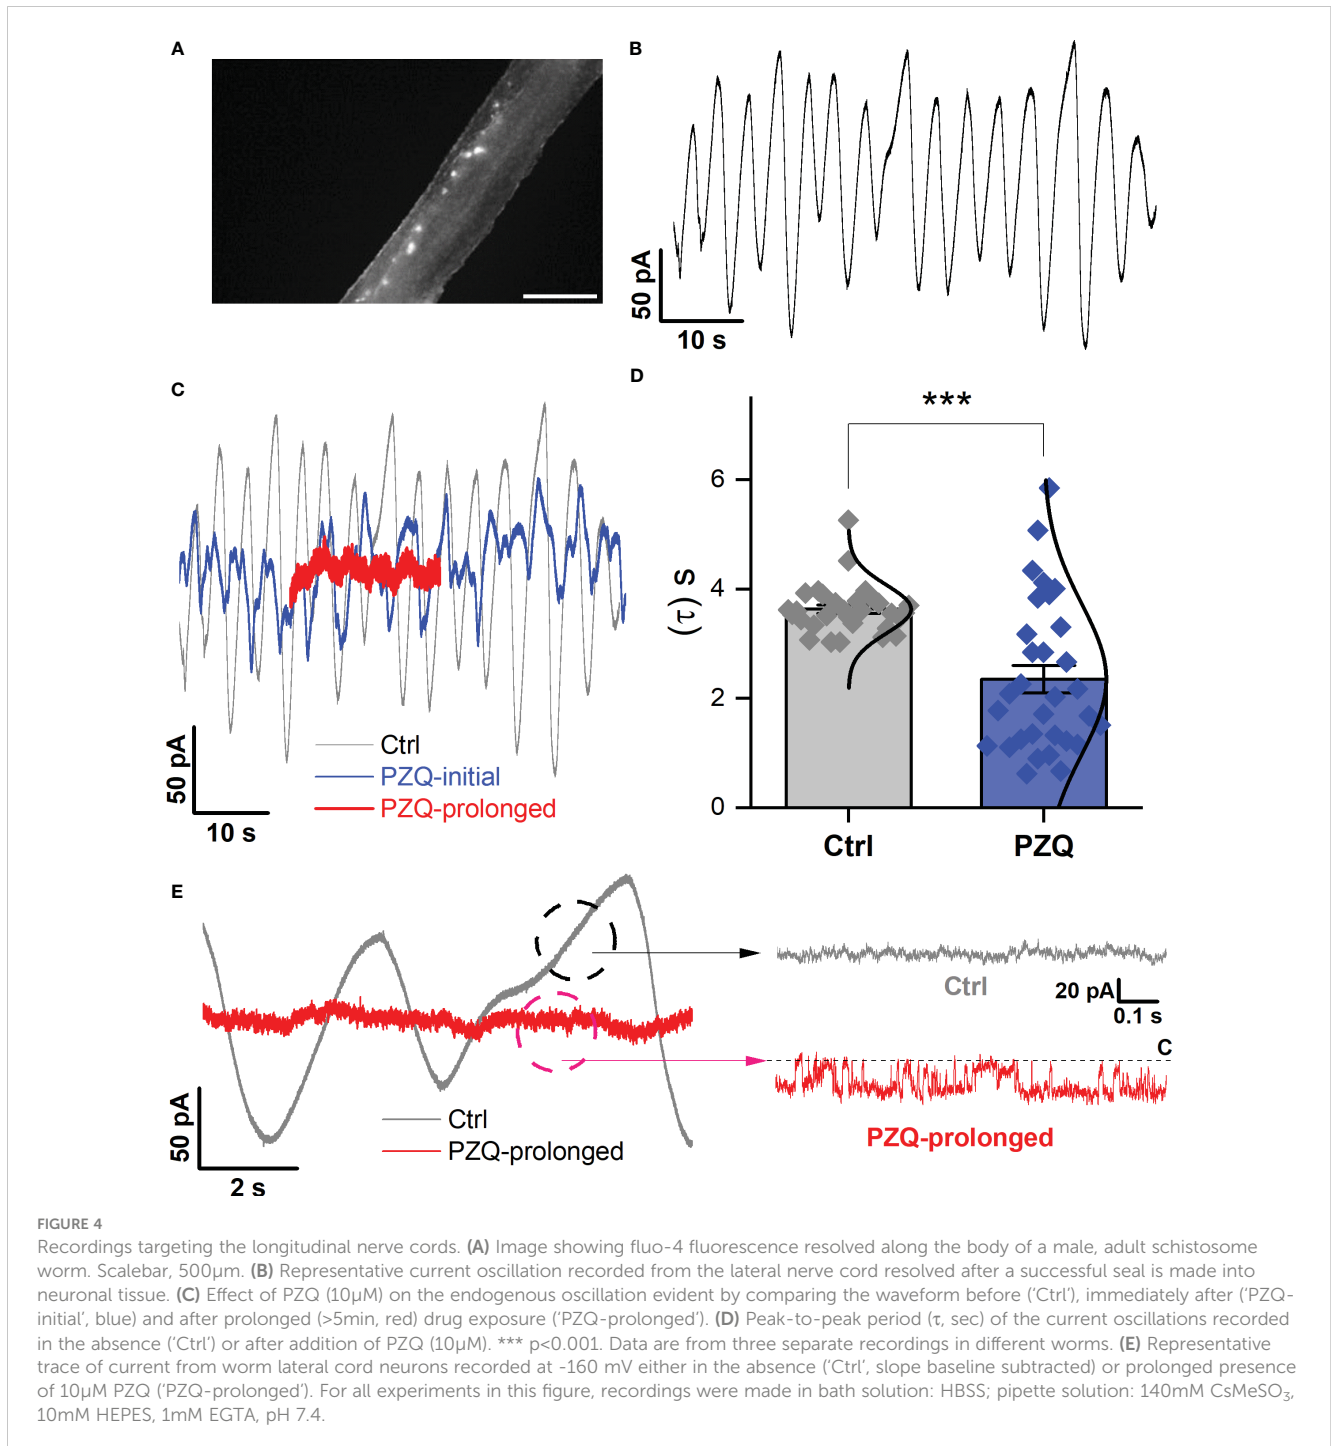 A
B
50 pA
10 s
C
50 pA
10 s
Ctrl
PZQ-initial
PZQ-prolonged
D
***
(τ) s
6
4
2
0
Ctrl
PZQ
E
50 pA
2 s
Ctrl
PZQ-prolonged
Ctrl
20 pA
0.1 s
C
PZQ-prolonged
FIGURE 4
Recordings targeting the longitudinal nerve cords. (A) Image showing fluo-4 fluorescence resolved along the body of a male, adult schistosome
worm. Scalebar, 500µm. (B) Representative current oscillation recorded from the lateral nerve cord resolved after a successful seal is made into
neuronal tissue. (C) Effect of PZQ (10µM) on the endogenous oscillation evident by comparing the waveform before (‘Ctrl’), immediately after (‘PZQ-
initial’, blue) and after prolonged (>5min, red) drug exposure (‘PZQ-prolonged’). (D) Peak-to-peak period (τ, sec) of the current oscillations recorded
in the absence (‘Ctrl’) or after addition of PZQ (10µM). *** p<0.001. Data are from three separate recordings in different worms. (E) Representative
trace of current from worm lateral cord neurons recorded at -160 mV either in the absence (‘Ctrl’, slope baseline subtracted) or prolonged presence
of 10µM PZQ (‘PZQ-prolonged’). For all experiments in this figure, recordings were made in bath solution: HBSS; pipette solution: 140mM CsMeSO₃,
10mM HEPES, 1mM EGTA, pH 7.4.